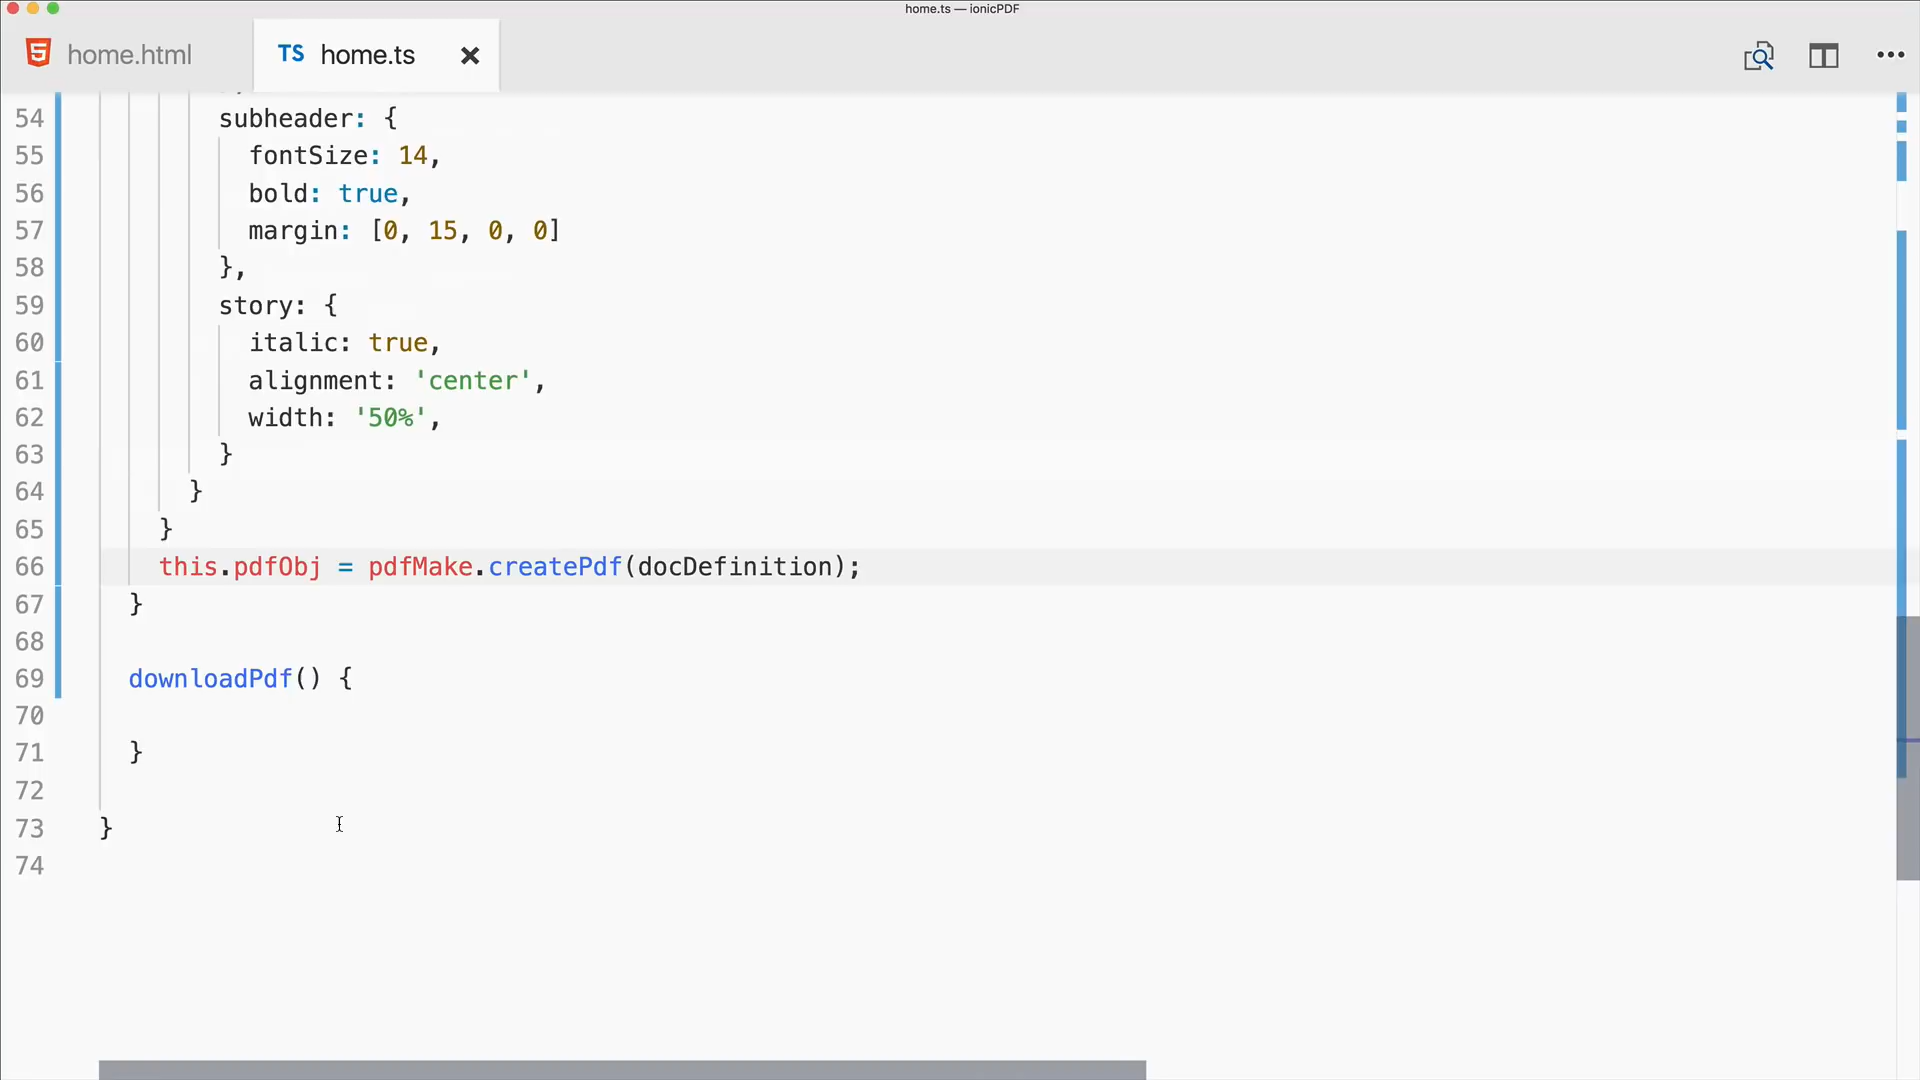 home.ts — ionicPDF
home.html
TS home.ts
54 subheader: {
55 fontSize: 14,
56 bold: true,
57 margin: [0, 15, 0, 0]
58 },
59 story: {
60 italic: true,
61 alignment: 'center',
62 width: '50%',
63 }
64 }
65 }
66 this.pdfObj = pdfMake.createPdf(docDefinition);
67 }
68
69 downloadPdf() {
70
71 }
72
73 }
74